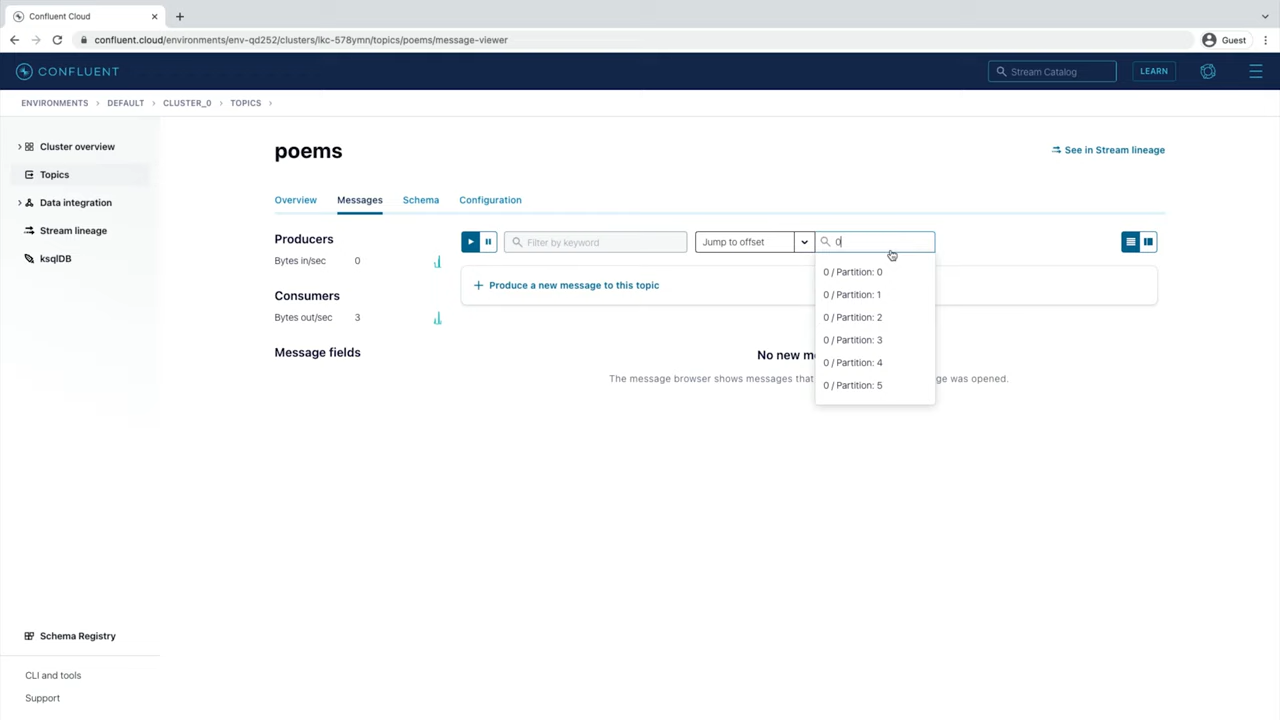 Confluent Cloud
confluent.cloud/environments/env-qd252/clusters/lkc-578ymn/topics/poems/message-viewer
Guest
CONFLUENT
Stream Catalog
LEARN
ENVIRONMENTS > DEFAULT > CLUSTER_0 > TOPICS >
Cluster overview
Topics
Data integration
Stream lineage
ksqlDB
poems
See in Stream lineage
Overview Messages Schema Configuration
Producers
Bytes in/sec 0
Consumers
Bytes out/sec 3
Message fields
Filter by keyword
Jump to offset
0
+ Produce a new message to this topic
0 / Partition: 0
0 / Partition: 1
0 / Partition: 2
0 / Partition: 3
0 / Partition: 4
0 / Partition: 5
No new
The message browser shows messages that ge was opened.
Schema Registry
CLI and tools
Support